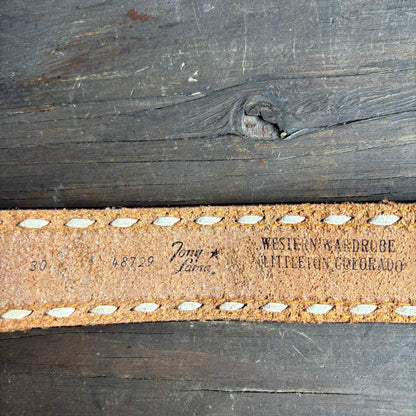 30
48729
Tony
Lama
WESTERN WARDROBE
LITTLETON COLORADO